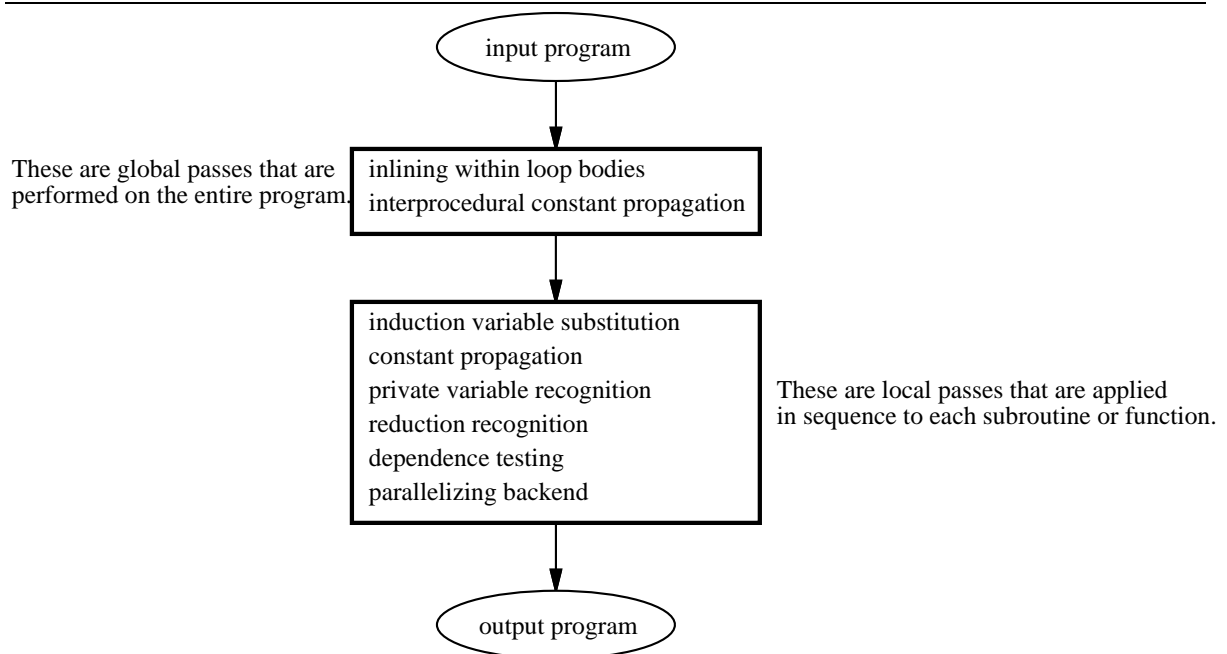 input program
These are global passes that are
performed on the entire program.
inlining within loop bodies
interprocedural constant propagation
induction variable substitution
constant propagation
private variable recognition
reduction recognition
dependence testing
parallelizing backend
These are local passes that are applied
in sequence to each subroutine or function.
output program